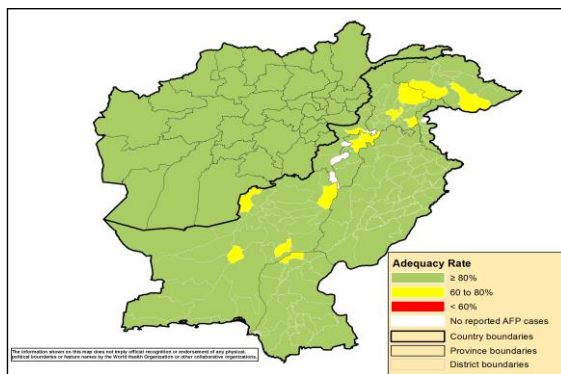 Adequacy Rate
≥ 80%
60 to 80%
< 60%
No reported AFP cases
Country boundaries
Province boundaries
District boundaries
The information shown on this map does not imply official recognition or endorsement of any physical,
political boundaries or feature names by the World Health Organization or other collaborative organizations.